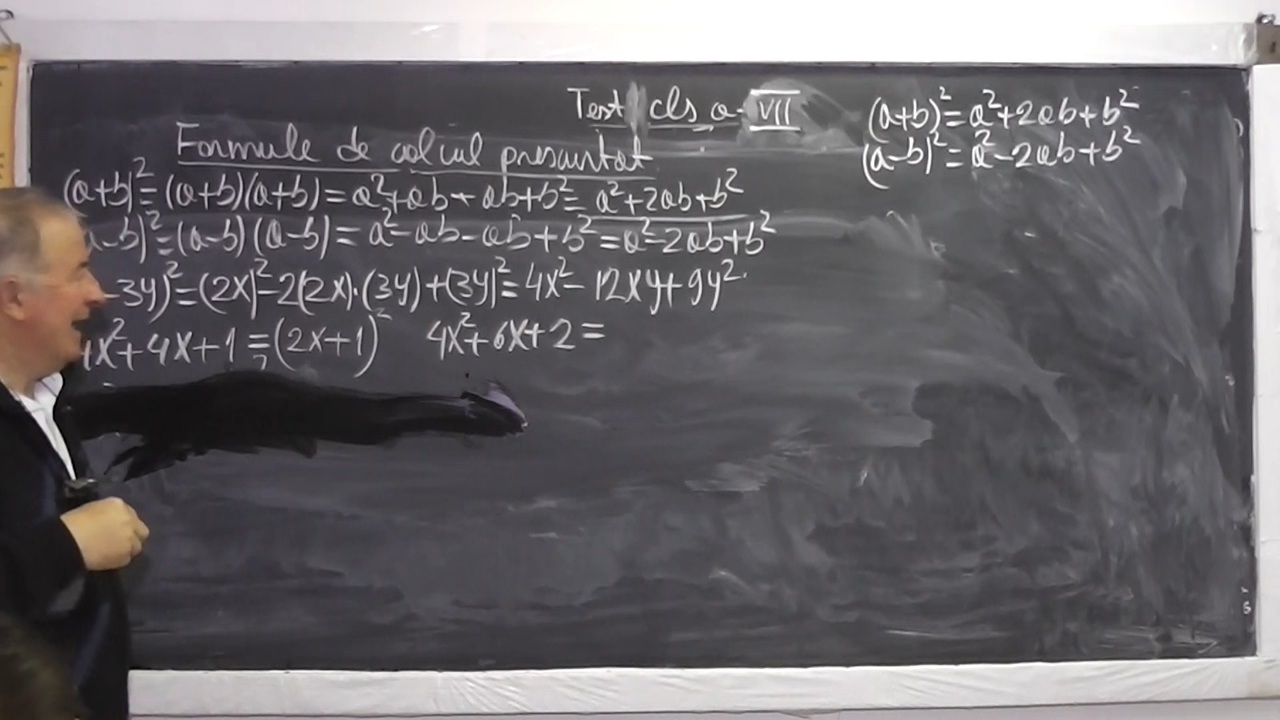 Test cls a VII
(a+b)²=a²+2ab+b²
(a-b)²=a²-2ab+b²
Formule de calcul prescurtat
(a+b)²=(a+b)(a+b)=a²+ab+ab+b²=a²+2ab+b²
a-b)²=(a-b)(a-b)=a²-ab-ab+b²=a²-2ab+b²
-3y)²=(2x)²-2(2x)·(3y)+(3y)²=4x²-12xy+9y²
4x²+4x+1=(2x+1)² 4x²+6x+2=